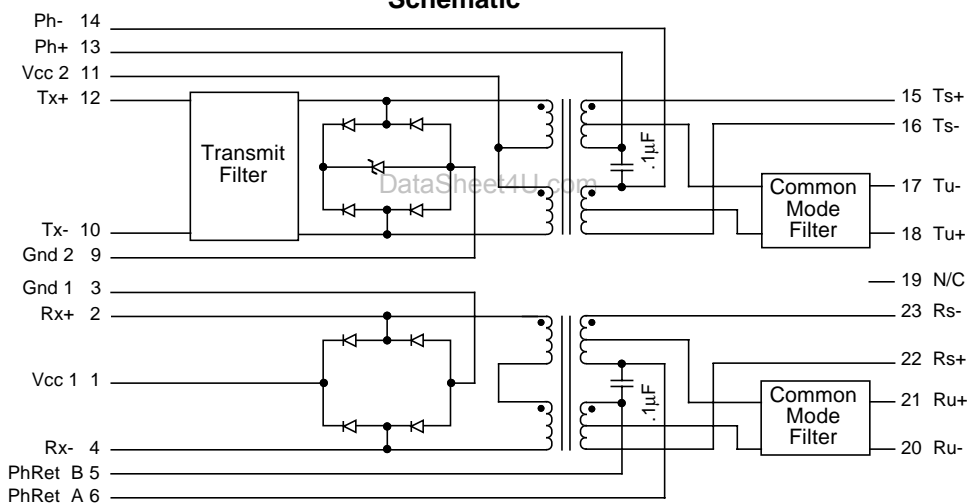 Schematic
Ph- 14
Ph+ 13
Vcc 2 11
Tx+ 12
Transmit
Filter
Tx- 10
Gnd 2 9
.1µF
DataSheet4U.com
15 Ts+
16 Ts-
Common
Mode
Filter
17 Tu-
18 Tu+
19 N/C
Gnd 1 3
Rx+ 2
Vcc 1 1
Rx- 4
PhRet B 5
PhRet A 6
.1µF
23 Rs-
22 Rs+
Common
Mode
Filter
21 Ru+
20 Ru-